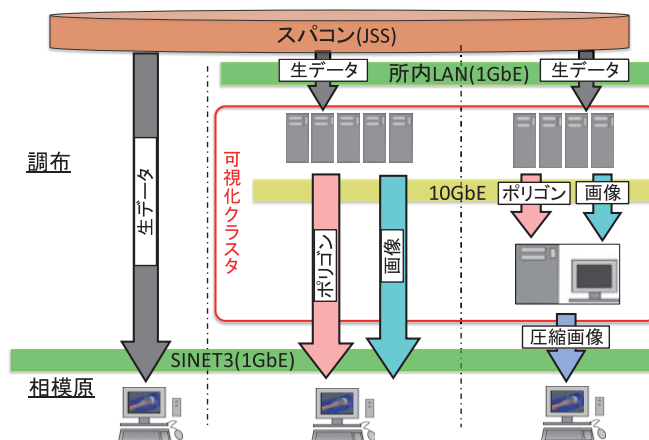 スパコン(JSS)
生データ
所内LAN(1GbE)
生データ
調布
生データ
可視化クラスタ
10GbE
ポリゴン
画像
ポリゴン
画像
圧縮画像
SINET3(1GbE)
相模原